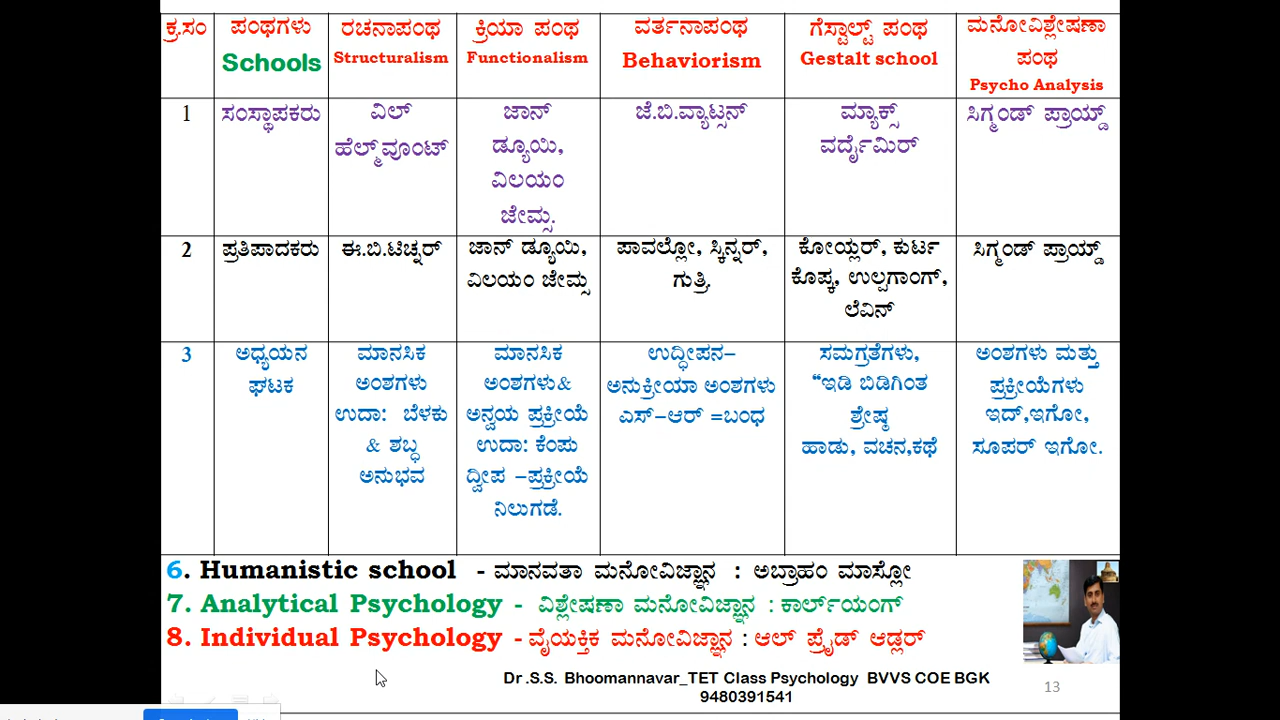 ಕ್ರ.ಸಂ ಪಂಥಗಳು ರಚನಾಪಂಥ ಕ್ರಿಯಾ ಪಂಥ ವರ್ತನಾಪಂಥ ಗೆಸ್ಟಾಲ್ಟ್ ಪಂಥ ಮನೋವಿಶ್ಲೇಷಣಾ
ಪಂಥ
Schools Structuralism Functionalism Behaviorism Gestalt school Psycho Analysis
1 ಸಂಸ್ಥಾಪಕರು ವಿಲ್ ಜಾನ್ ಜೆ.ಬಿ.ವ್ಯಾಟ್ಸನ್ ಮ್ಯಾಕ್ಸ್ ಸಿಗ್ಮಂಡ್ ಪ್ರಾಯ್ಡ್
ಹೆಲ್ಮ್‌ವೂಂಟ್ ಡ್ಯೂಯಿ, ವರ್ದೈಮಿರ್
ವಿಲಯಂ
ಜೇಮ್ಸ.
2 ಪ್ರತಿಪಾದಕರು ಈ.ಬಿ.ಟಿಚ್ನರ್ ಜಾನ್ ಡ್ಯೂಯಿ, ಪಾವಲ್ಲೋ, ಸ್ಕಿನ್ನರ್, ಕೋಯ್ಲರ್, ಕುರ್ಟ ಸಿಗ್ಮಂಡ್ ಪ್ರಾಯ್ಡ್
ವಿಲಯಂ ಜೇಮ್ಸ ಗುತ್ರಿ. ಕೊಪ್ಕ, ಉಲ್ಪಗಾಂಗ್,
ಲೆವಿನ್
3 ಅಧ್ಯಯನ ಮಾನಸಿಕ ಮಾನಸಿಕ ಉದ್ಧೀಪನ– ಸಮಗ್ರತೆಗಳು, ಅಂಶಗಳು ಮತ್ತು
ಘಟಕ ಅಂಶಗಳು ಅಂಶಗಳು& ಅನುಕ್ರೀಯಾ ಅಂಶಗಳು “ಇಡಿ ಬಿಡಿಗಿಂತ ಪ್ರಕ್ರೀಯೆಗಳು
ಉದಾ: ಬೆಳಕು ಅನ್ವಯ ಪ್ರಕ್ರೀಯೆ ಎಸ್–ಆರ್ =ಬಂಧ ಶ್ರೇಷ್ಠ ಇದ್,ಇಗೋ,
& ಶಬ್ಧ ಉದಾ: ಕೆಂಪು ಹಾಡು, ವಚನ,ಕಥೆ ಸೂಪರ್ ಇಗೋ.
ಅನುಭವ ದ್ವೀಪ –ಪ್ರಕ್ರೀಯೆ
ನಿಲುಗಡೆ.
6. Humanistic school - ಮಾನವತಾ ಮನೋವಿಜ್ಞಾನ : ಅಬ್ರಾಹಂ ಮಾಸ್ಲೋ
7. Analytical Psychology - ವಿಶ್ಲೇಷಣಾ ಮನೋವಿಜ್ಞಾನ : ಕಾರ್ಲ್‌ಯಂಗ್
8. Individual Psychology - ವೈಯಕ್ತಿಕ ಮನೋವಿಜ್ಞಾನ : ಆಲ್ ಪ್ರೈಡ್ ಆಡ್ಲರ್
Dr .S.S. Bhoomannavar_TET Class Psychology BVVS COE BGK
9480391541
13